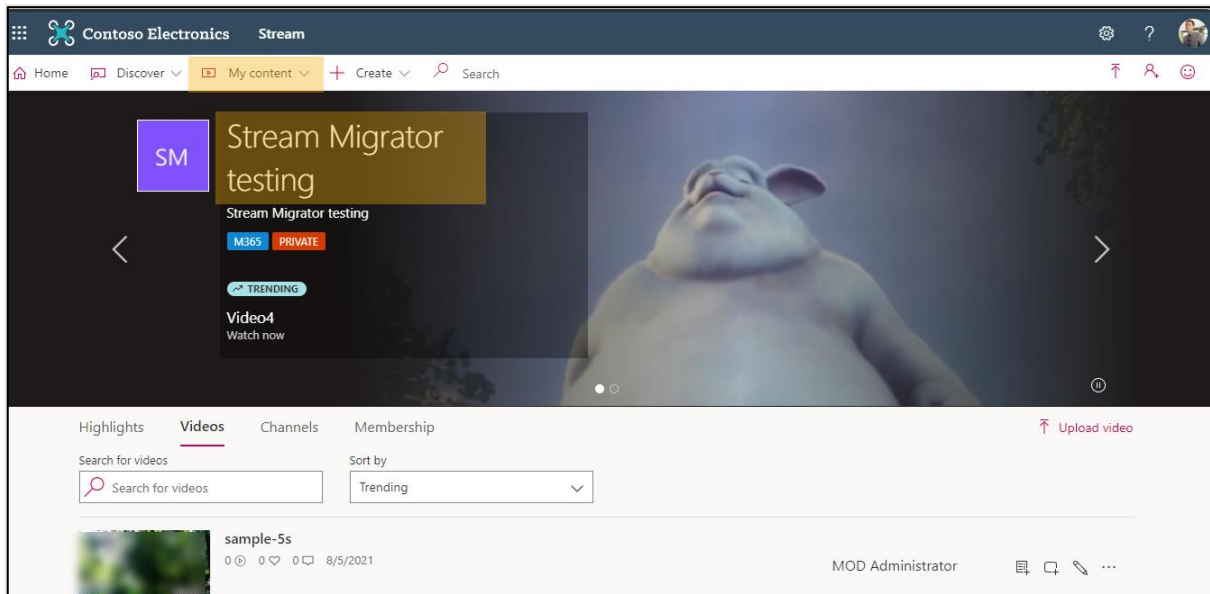 Contoso Electronics Stream ?
Home Discover My content Create Search
SM
Stream Migrator
testing
Stream Migrator testing
M365 PRIVATE
TRENDING
Video4
Watch now
Highlights Videos Channels Membership Upload video
Search for videos Sort by
Search for videos Trending
sample-5s
0 0 0 8/5/2021
MOD Administrator